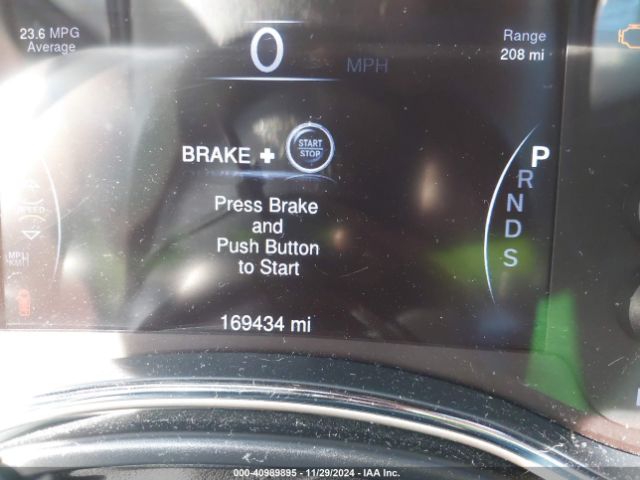 23.6 MPG
Average
0
MPH
Range
208 mi
BRAKE + START STOP
Press Brake
and
Push Button
to Start
P
R
N
D
S
MPH
169434 mi
000-40989895 - 11/29/2024 - IAA Inc.